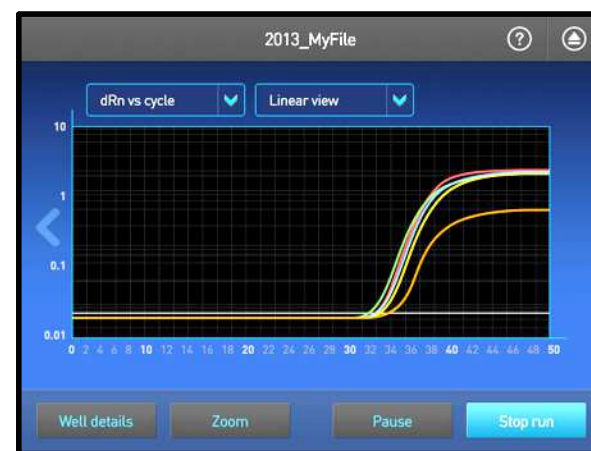 2013_MyFile
?
dRn vs cycle
Linear view
10
1
0.1
0.01
0 2 4 6 8 10 12 14 16 18 20 22 24 26 28 30 32 34 36 38 40 42 44 46 48 50
Well details
Zoom
Pause
Stop run